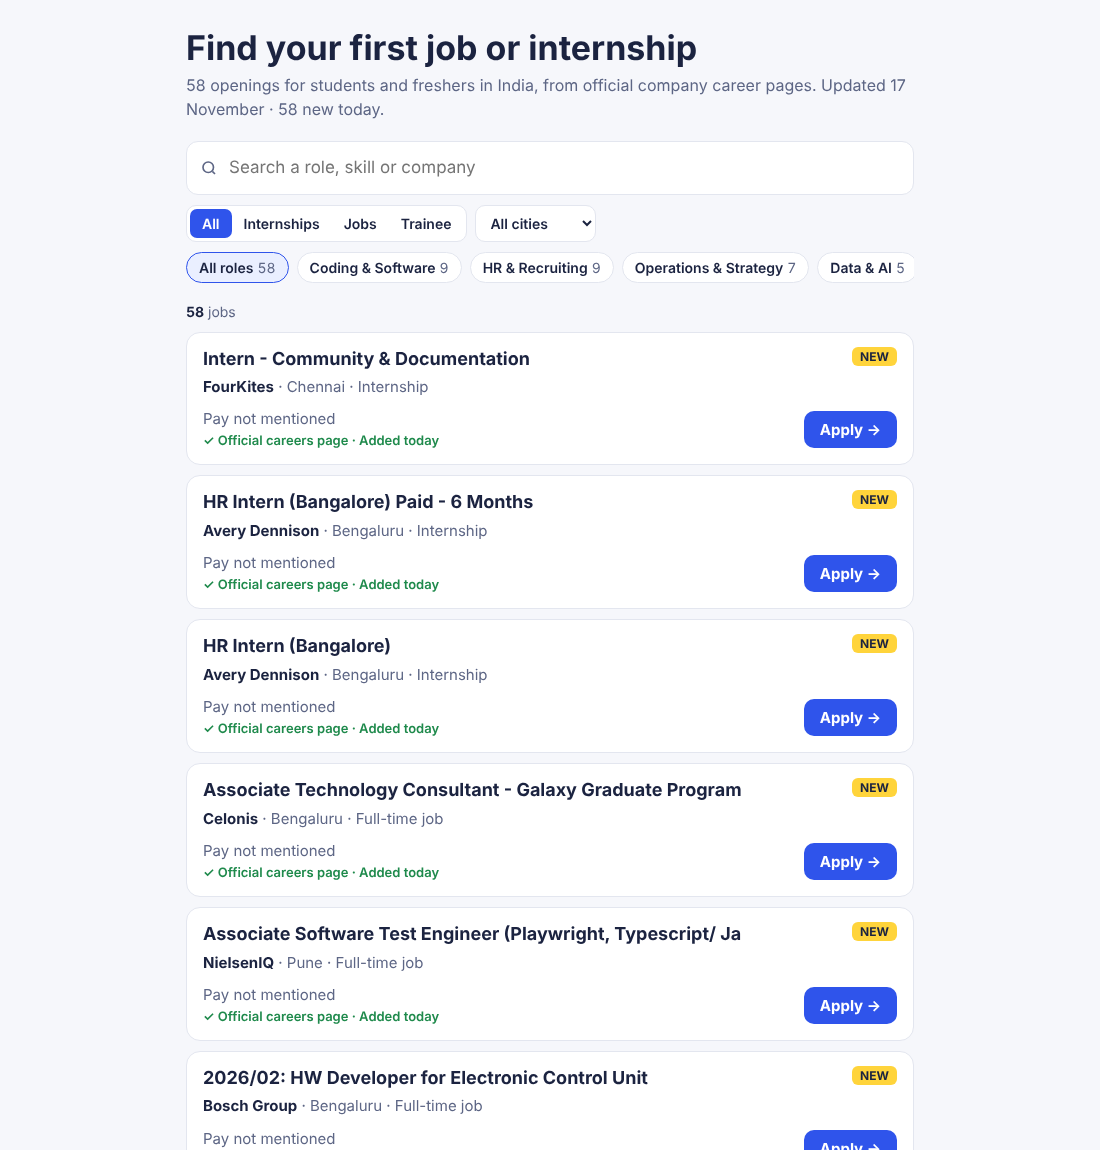 Find your first job or internship
58 openings for students and freshers in India, from official company career pages. Updated 17
November · 58 new today.
Search a role, skill or company
All Internships Jobs Trainee All cities
All roles 58 Coding & Software 9 HR & Recruiting 9 Operations & Strategy 7 Data & AI 5
58 jobs
Intern - Community & Documentation NEW
FourKites · Chennai · Internship
Pay not mentioned
✓ Official careers page · Added today
Apply →
HR Intern (Bangalore) Paid - 6 Months NEW
Avery Dennison · Bengaluru · Internship
Pay not mentioned
✓ Official careers page · Added today
Apply →
HR Intern (Bangalore) NEW
Avery Dennison · Bengaluru · Internship
Pay not mentioned
✓ Official careers page · Added today
Apply →
Associate Technology Consultant - Galaxy Graduate Program NEW
Celonis · Bengaluru · Full-time job
Pay not mentioned
✓ Official careers page · Added today
Apply →
Associate Software Test Engineer (Playwright, Typescript/ Ja NEW
NielsenIQ · Pune · Full-time job
Pay not mentioned
✓ Official careers page · Added today
Apply →
2026/02: HW Developer for Electronic Control Unit NEW
Bosch Group · Bengaluru · Full-time job
Pay not mentioned
Apply →